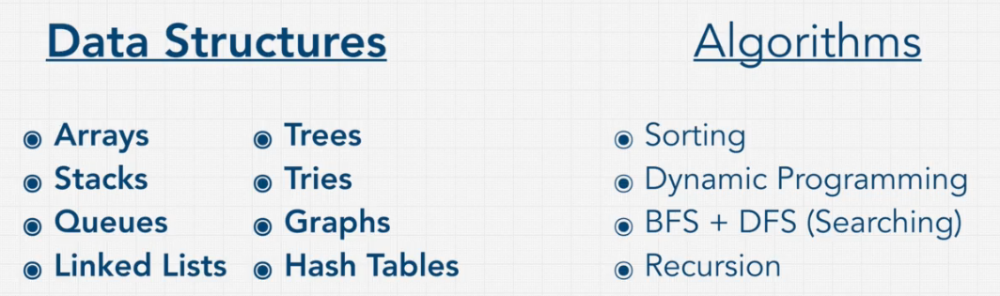 Data Structures
Arrays
Stacks
Queues
Linked Lists
Trees
Tries
Graphs
Hash Tables
Algorithms
Sorting
Dynamic Programming
BFS + DFS (Searching)
Recursion